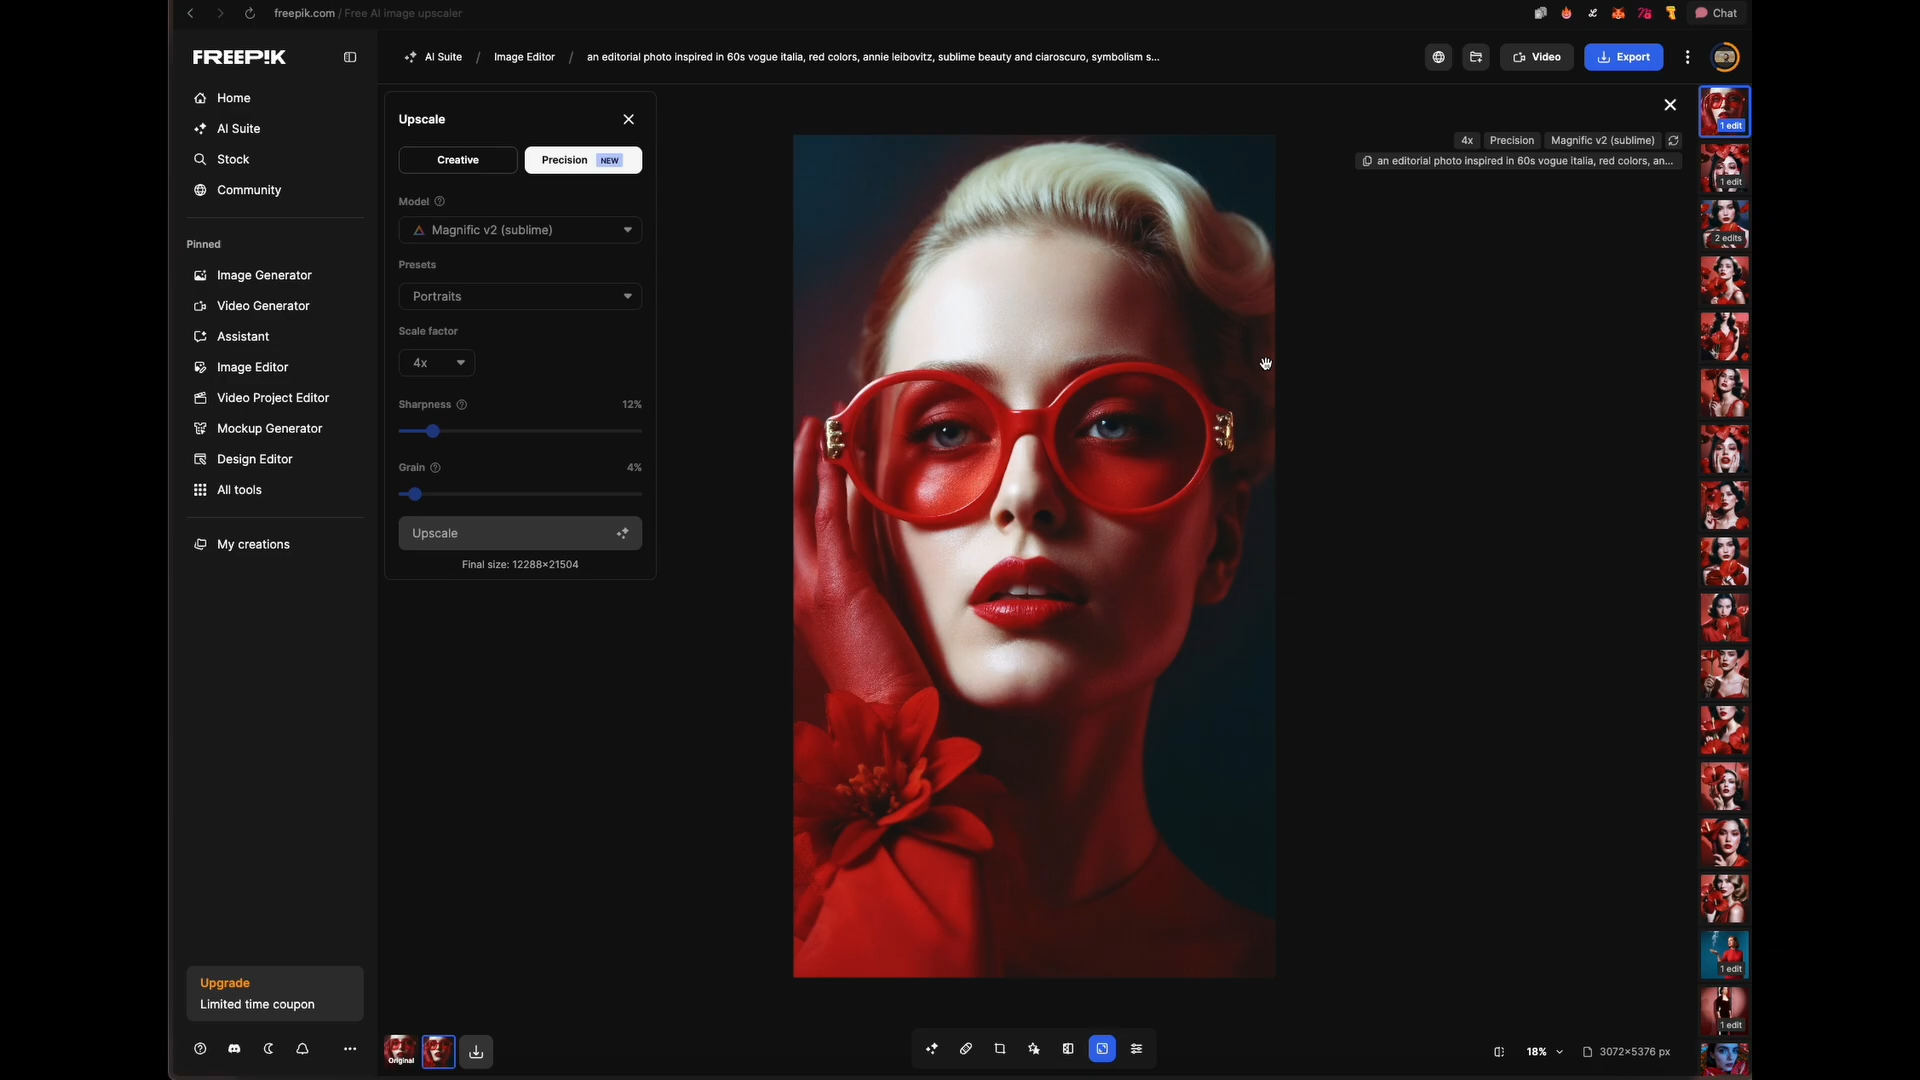 freepik.com / Free AI image upscaler
Chat
FREEP!K
AI Suite / Image Editor / an editorial photo inspired in 60s vogue italia, red colors, annie leibovitz, sublime beauty and ciaroscuro, symbolism s...
Video
Export
Home
AI Suite
Stock
Community
Pinned
Image Generator
Video Generator
Assistant
Image Editor
Video Project Editor
Mockup Generator
Design Editor
All tools
My creations
Upgrade
Limited time coupon
Upscale
Creative
Precision NEW
Model
Magnific v2 (sublime)
Presets
Portraits
Scale factor
4x
Sharpness 12%
Grain 4%
Upscale
Final size: 12288×21504
4x Precision Magnific v2 (sublime)
an editorial photo inspired in 60s vogue italia, red colors, an...
1 edit
1 edit
2 edits
1 edit
1 edit
Original
18%
3072×5376 px